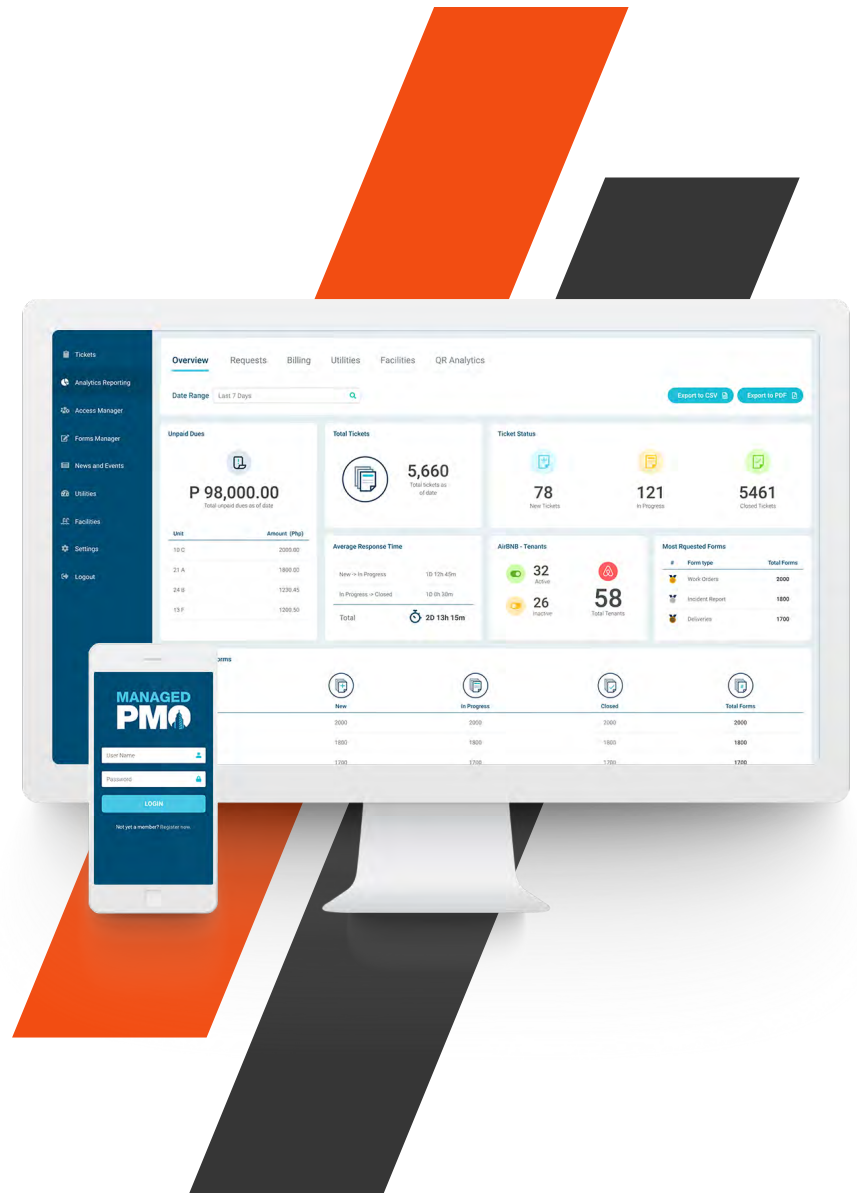 Tickets
Analytics Reporting
Access Manager
Forms Manager
News and Events
Utilities
Facilities
Settings
Logout
Overview Requests Billing Utilities Facilities QR Analytics
Date Range Last 7 Days
Export to CSV Export to PDF
Unpaid Dues
P 98,000.00
Total unpaid dues as of date
Unit Amount (Php)
10 C 2000.00
21 A 1800.00
24 B 1230.45
13 F 1200.50
Total Tickets
5,660
Total tickets as
of date
Ticket Status
78
New Tickets
121
In Progress
5461
Closed Tickets
Average Response Time
New -> In Progress 1D 12h 45m
In Progress -> Closed 1D 0h 30m
Total 2D 13h 15m
AirBNB - Tenants
32
Active
26
Inactive
58
Total Tenants
Most Rquested Forms
# Form type Total Forms
Work Orders 2000
Incident Report 1800
Deliveries 1700
orms
New In Progress Closed Total Forms
2000 2000 2000 2000
1800 1800 1800 1800
1700 1700 1700 1700
MANAGED
PMO
User Name
Password
LOGIN
Not yet a member? Register now